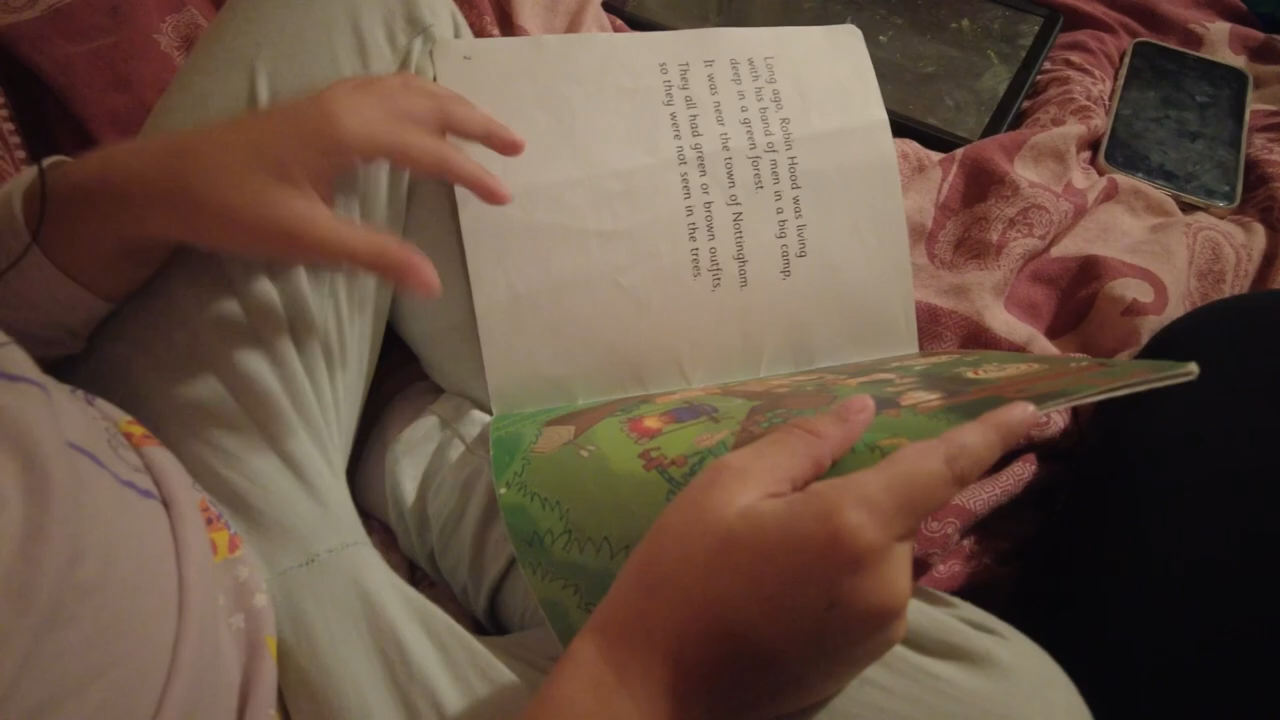 Long ago, Robin Hood was living
with his band of men in a big camp,
deep in a green forest.
It was near the town of Nottingham.
They all had green or brown outfits,
so they were not seen in the trees.
2